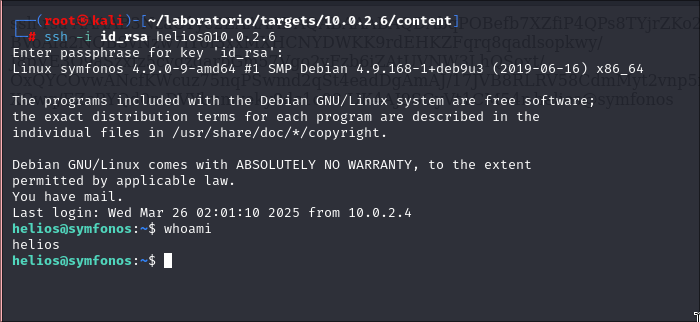 (root㉿kali)-[~/laboratorio/targets/10.0.2.6/content]
# ssh -i id_rsa helios@10.0.2.6
Enter passphrase for key 'id_rsa':
Linux symfonos 4.9.0-9-amd64 #1 SMP Debian 4.9.168-1+deb9u3 (2019-06-16) x86_64
The programs included with the Debian GNU/Linux system are free software;
the exact distribution terms for each program are described in the
individual files in /usr/share/doc/*/copyright.
Debian GNU/Linux comes with ABSOLUTELY NO WARRANTY, to the extent
permitted by applicable law.
You have mail.
Last login: Wed Mar 26 02:01:10 2025 from 10.0.2.4
helios@symfonos:~$ whoami
helios
helios@symfonos:~$